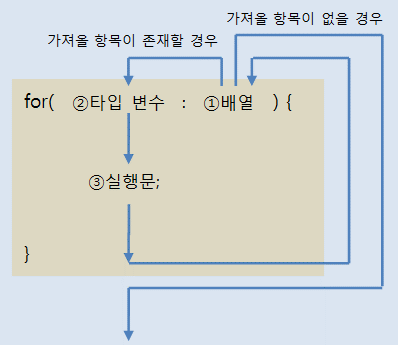 가져올 항목이 없을 경우
가져올 항목이 존재할 경우
for( ②타입 변수 : ①배열 ) {
③실행문;
}